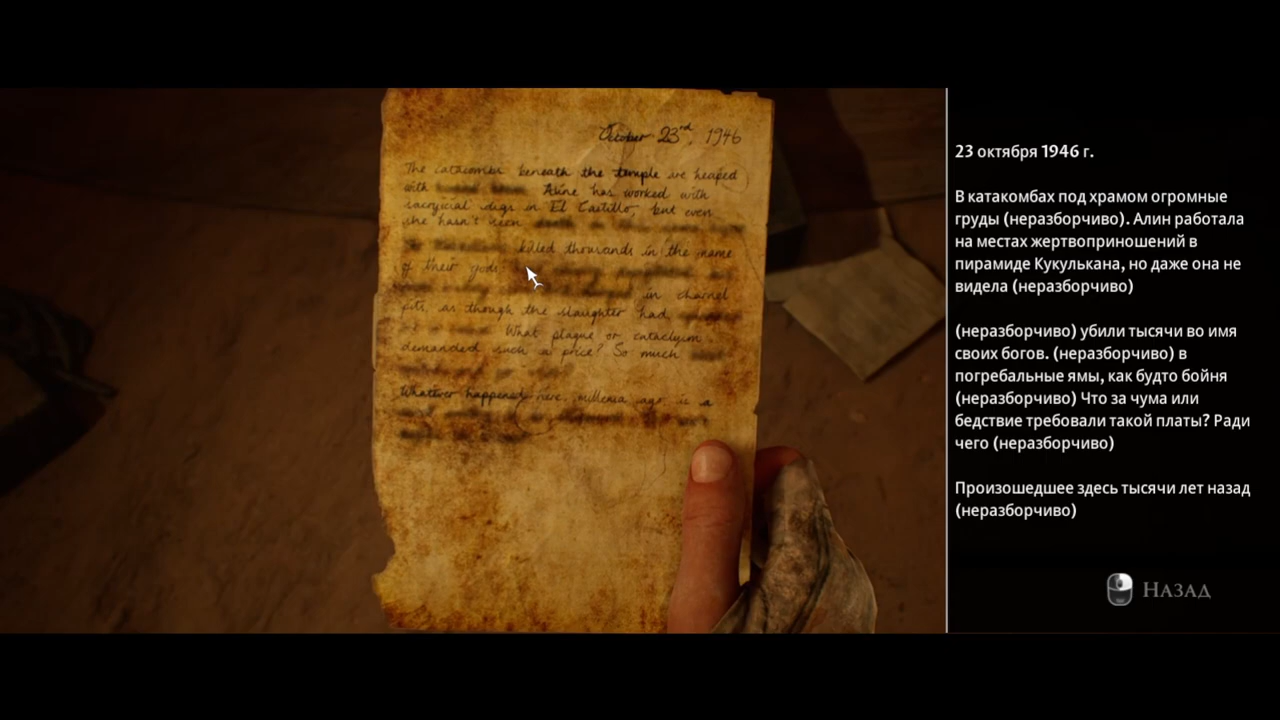 October 23rd, 1946
The catacombs beneath the temple are heaped
with Aline has worked with
sacrificial digs in El Castillo, but even
she hasn't seen
killed thousands in the name
of their gods.
in charnel
pits, as though the slaughter had
What plague or cataclysm
demanded such a price? So much
Whatever happened here, millenia ago, is a
23 октября 1946 г.
В катакомбах под храмом огромные
груды (неразборчиво). Алин работала
на местах жертвоприношений в
пирамиде Кукулькана, но даже она не
видела (неразборчиво)
(неразборчиво) убили тысячи во имя
своих богов. (неразборчиво) в
погребальные ямы, как будто бойня
(неразборчиво) Что за чума или
бедствие требовали такой платы? Ради
чего (неразборчиво)
Произошедшее здесь тысячи лет назад
(неразборчиво)
Назад